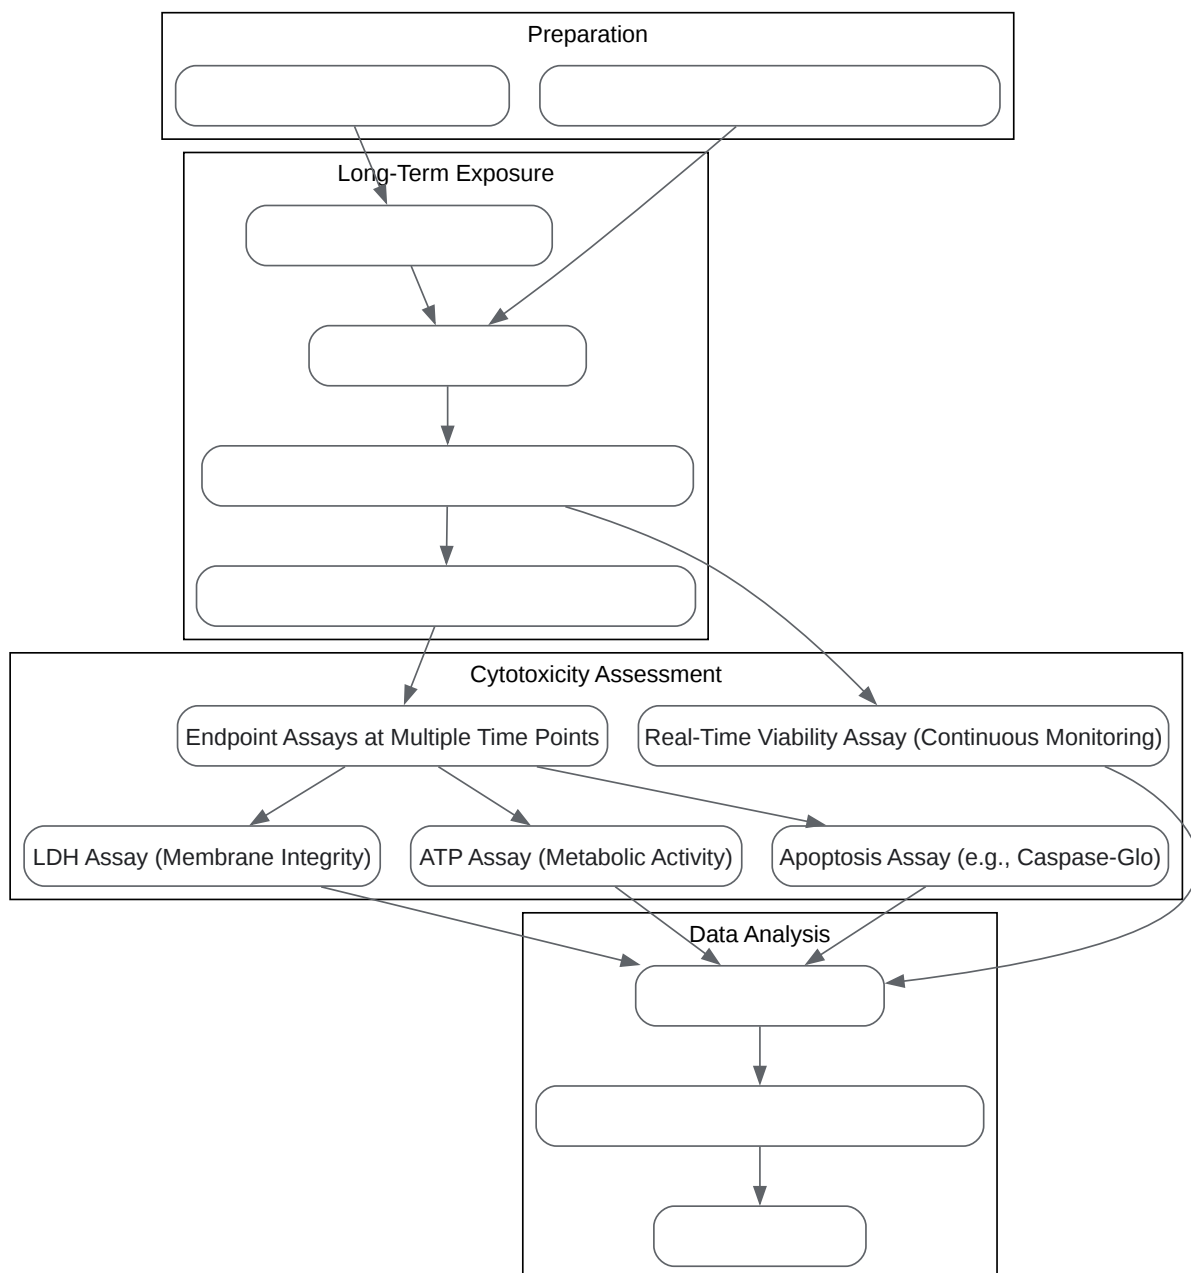 Preparation
Long-Term Exposure
Cytotoxicity Assessment
Endpoint Assays at Multiple Time Points
Real-Time Viability Assay (Continuous Monitoring)
LDH Assay (Membrane Integrity)
ATP Assay (Metabolic Activity)
Apoptosis Assay (e.g., Caspase-Glo)
Data Analysis